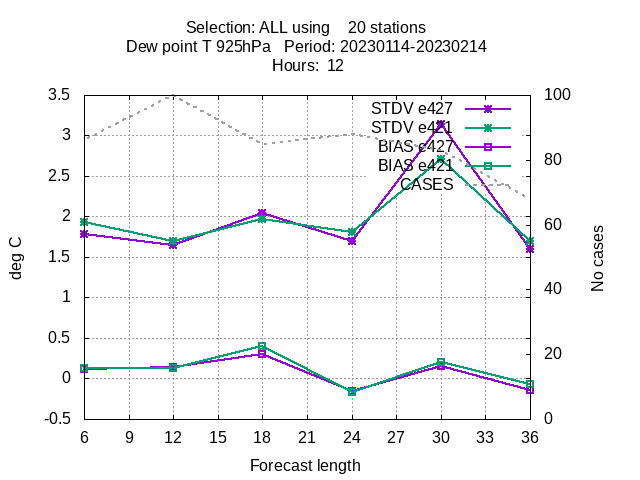 Selection: ALL using 20 stations
Dew point T 925hPa Period: 20230114-20230214
Hours: 12
3.5
3
2.5
2
1.5
1
0.5
0
-0.5
100
80
60
40
20
0
STDV e427
STDV e421
BIAS e427
BIAS e421
CASES
deg C
No cases
6 9 12 15 18 21 24 27 30 33 36
Forecast length